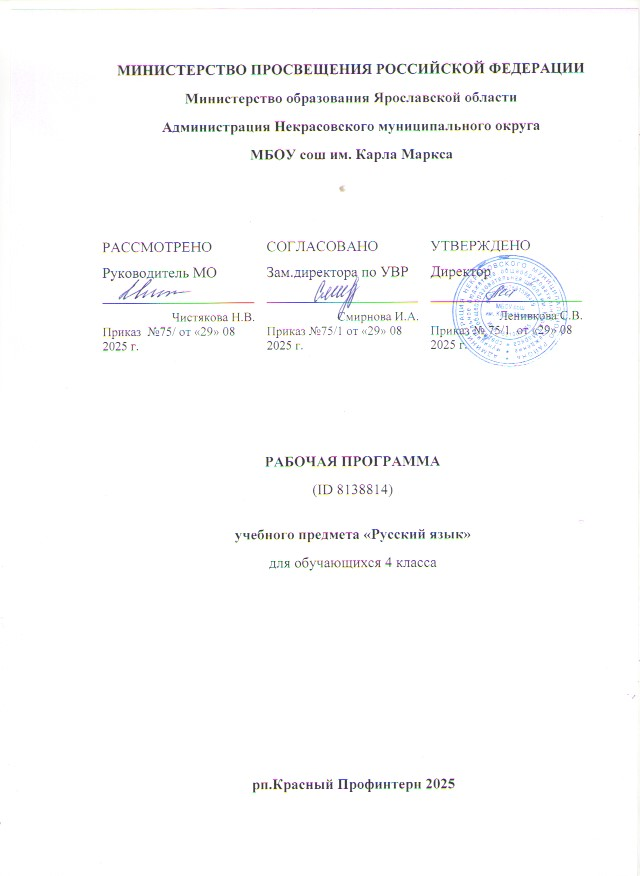 МИНИСТЕРСТВО ПРОСВЕЩЕНИЯ РОССИЙСКОЙ ФЕДЕРАЦИИ
Министерство образования Ярославской области
Администрация Некрасовского муниципального округа
МБОУ сош им. Карла Маркса
РАССМОТРЕНО
Руководитель МО
Чистякова Н.В.
Приказ №75/ от «29» 08
2025 г.
СОГЛАСОВАНО
Зам.директора по УВР
Смирнова И.А.
Приказ №75/1 от «29» 08
2025 г.
УТВЕРЖДЕНО
Директор
Ленивкова С.В.
Приказ № 75/1 от «29» 08
2025 г.
РАБОЧАЯ ПРОГРАММА
(ID 8138814)
учебного предмета «Русский язык»
для обучающихся 4 класса
рп.Красный Профинтерн 2025